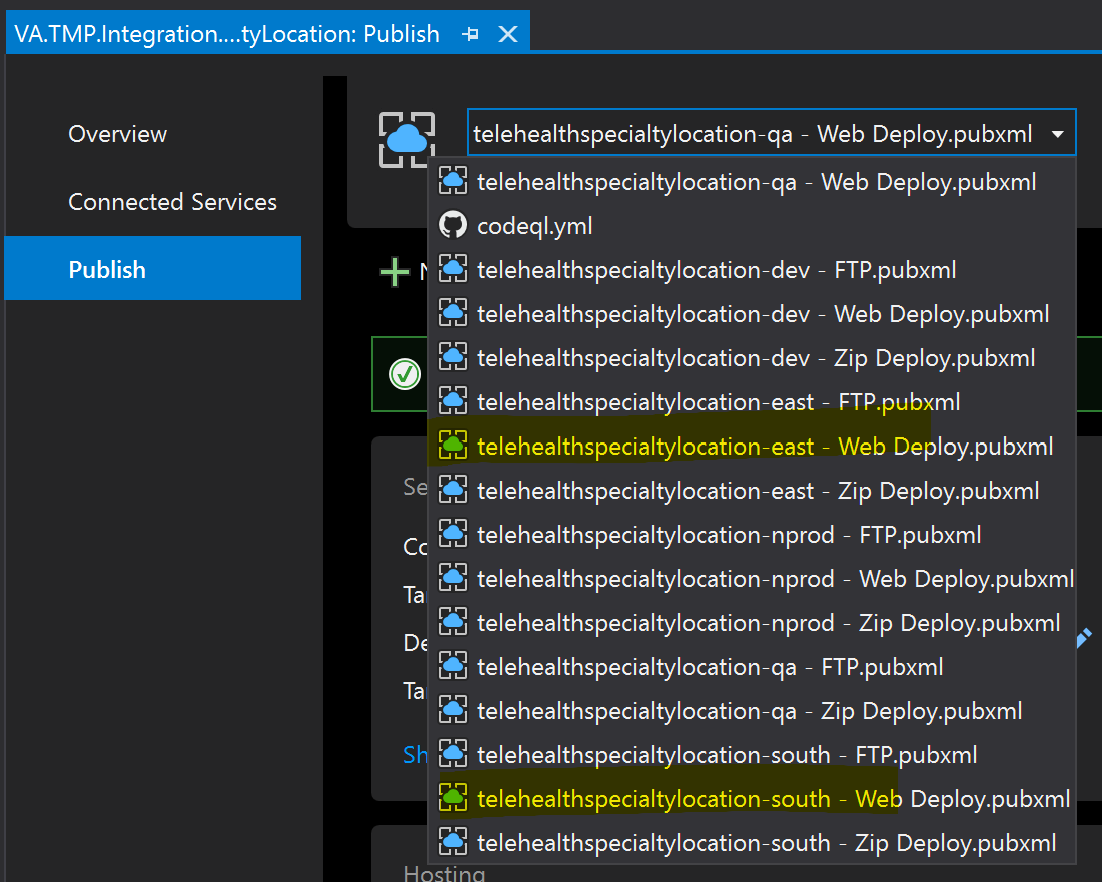 VA.TMP.Integration....tyLocation: Publish
Overview
Connected Services
Publish
telehealthspecialtylocation-qa - Web Deploy.pubxml
telehealthspecialtylocation-qa - Web Deploy.pubxml
codeql.yml
telehealthspecialtylocation-dev - FTP.pubxml
telehealthspecialtylocation-dev - Web Deploy.pubxml
telehealthspecialtylocation-dev - Zip Deploy.pubxml
telehealthspecialtylocation-east - FTP.pubxml
telehealthspecialtylocation-east - Web Deploy.pubxml
telehealthspecialtylocation-east - Zip Deploy.pubxml
telehealthspecialtylocation-nprod - FTP.pubxml
telehealthspecialtylocation-nprod - Web Deploy.pubxml
telehealthspecialtylocation-nprod - Zip Deploy.pubxml
telehealthspecialtylocation-qa - FTP.pubxml
telehealthspecialtylocation-qa - Zip Deploy.pubxml
telehealthspecialtylocation-south - FTP.pubxml
telehealthspecialtylocation-south - Web Deploy.pubxml
telehealthspecialtylocation-south - Zip Deploy.pubxml
Hosting